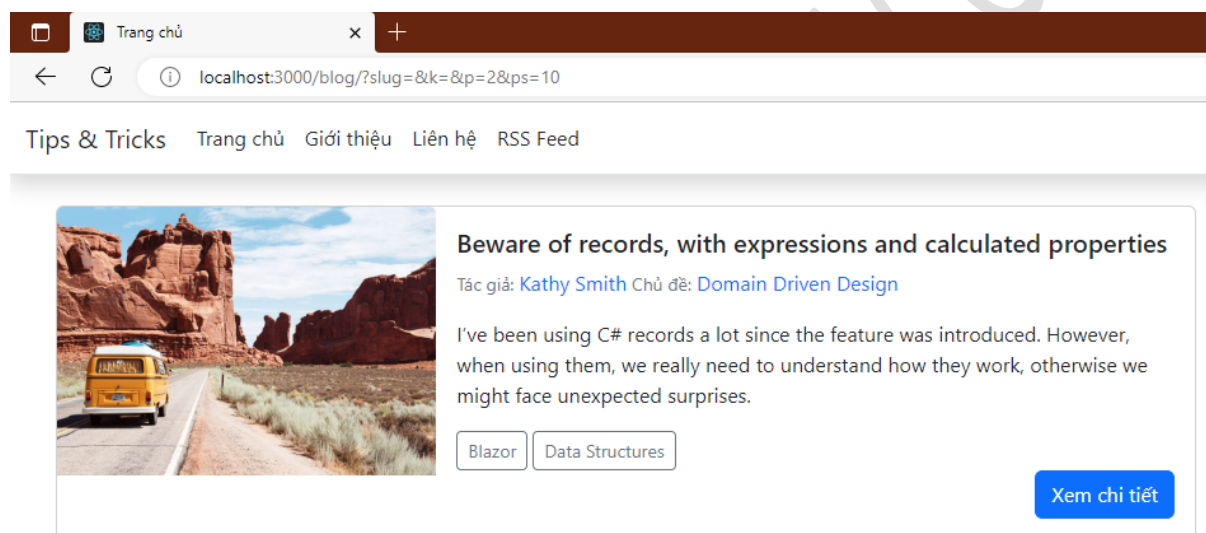 Trang chủ
localhost:3000/blog/?slug=&k=&p=2&ps=10
Tips & Tricks Trang chủ Giới thiệu Liên hệ RSS Feed
Beware of records, with expressions and calculated properties
Tác giả: Kathy Smith Chủ đề: Domain Driven Design
I’ve been using C# records a lot since the feature was introduced. However,
when using them, we really need to understand how they work, otherwise we
might face unexpected surprises.
Blazor Data Structures
Xem chi tiết